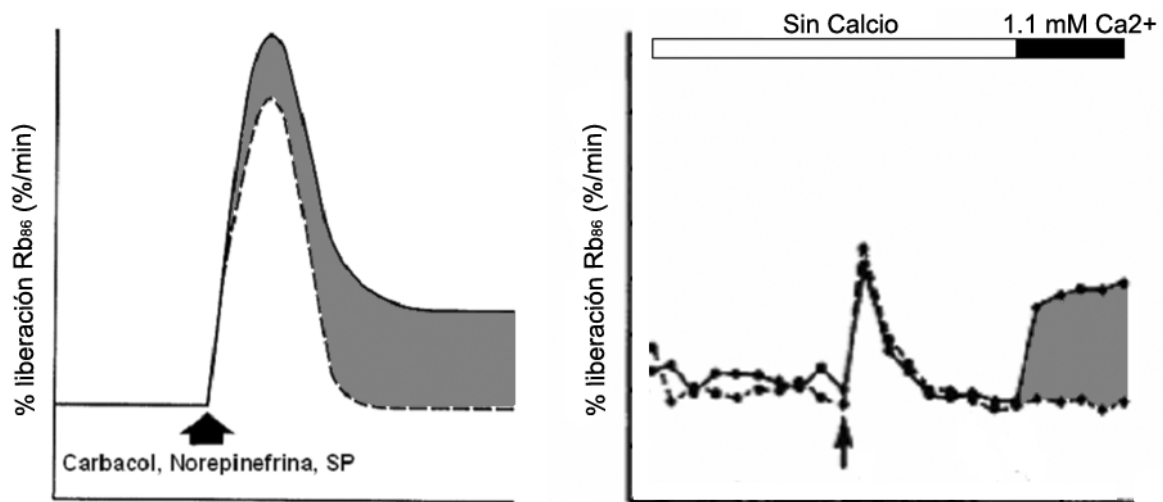 % liberación Rb86 (%/min)
Carbacol, Norepinefrina, SP
Sin Calcio
1.1 mM Ca2+
% liberación Rb86 (%/min)